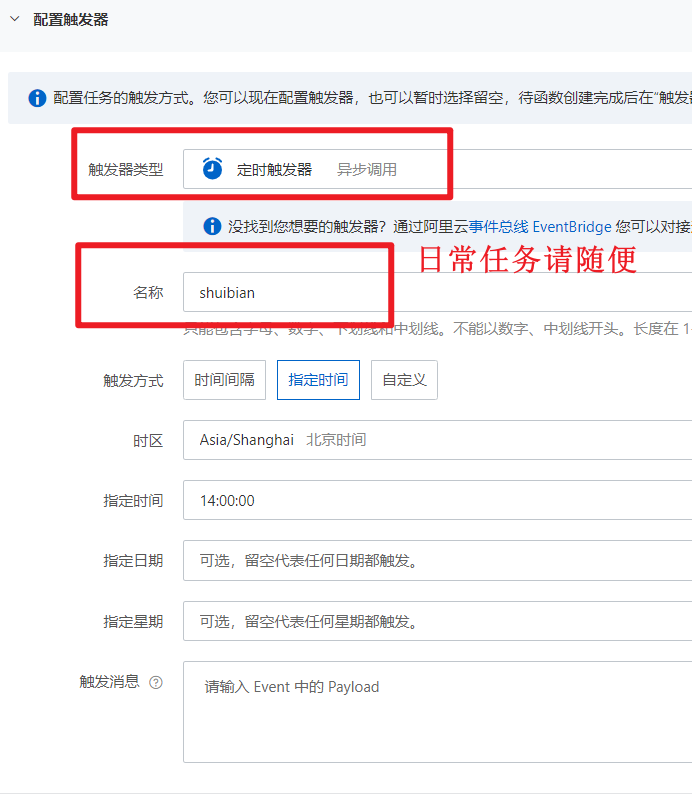 配置触发器
配置任务的触发方式。您可以现在配置触发器，也可以暂时选择留空，待函数创建完成后在“触发
触发器类型 定时触发器 异步调用
没找到您想要的触发器？通过阿里云事件总线 EventBridge 您可以对接
日常任务请随便
名称 shuibian
只能包含字母、数字、下划线和中划线。不能以数字、中划线开头。长度在 1-
触发方式 时间间隔 指定时间 自定义
时区 Asia/Shanghai 北京时间
指定时间 14:00:00
指定日期 可选，留空代表任何日期都触发。
指定星期 可选，留空代表任何星期都触发。
触发消息 请输入 Event 中的 Payload